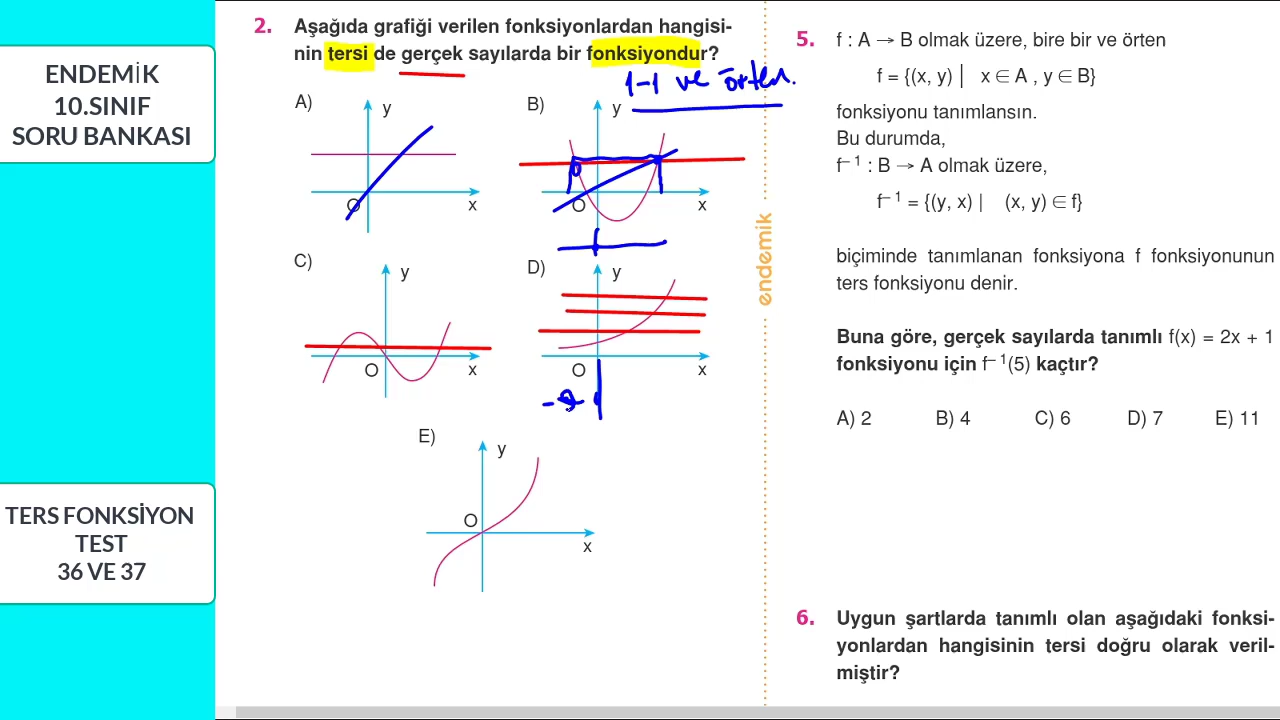 ENDEMİK
10.SINIF
SORU BANKASI
TERS FONKSİYON
TEST
36 VE 37
2. Aşağıda grafiği verilen fonksiyonlardan hangisi-
nin tersi de gerçek sayılarda bir fonksiyondur?
1-1 ve örten.
A) y O x
B) y O x
C) y O x
D) y O x
E) y O x
endemik
5. f : A → B olmak üzere, bire bir ve örten
f = {(x, y) | x ∈ A , y ∈ B}
fonksiyonu tanımlansın.
Bu durumda,
f⁻¹ : B → A olmak üzere,
f⁻¹ = {(y, x) | (x, y) ∈ f}
biçiminde tanımlanan fonksiyona f fonksiyonunun
ters fonksiyonu denir.
Buna göre, gerçek sayılarda tanımlı f(x) = 2x + 1
fonksiyonu için f⁻¹(5) kaçtır?
A) 2 B) 4 C) 6 D) 7 E) 11
6. Uygun şartlarda tanımlı olan aşağıdaki fonksi-
yonlardan hangisinin tersi doğru olarak veril-
miştir?